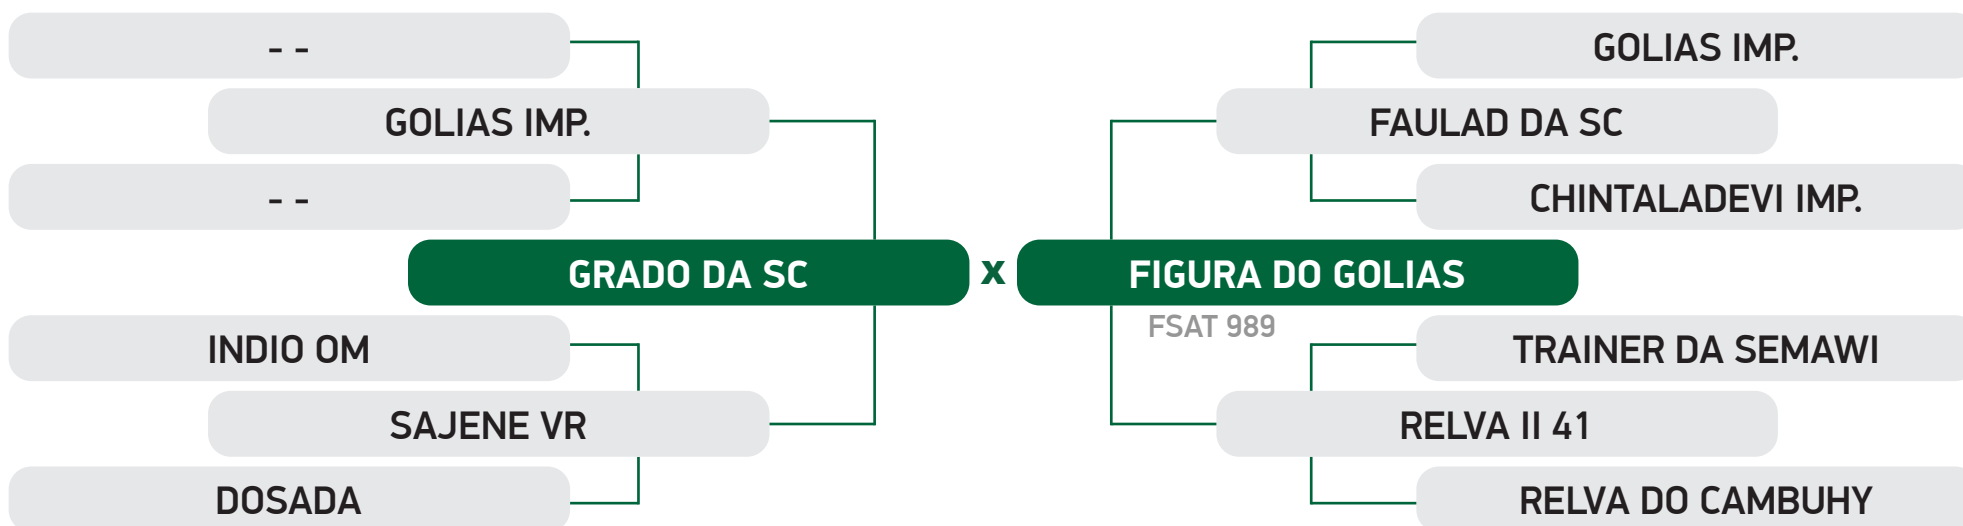 - -
GOLIAS IMP.
- -
GRADO DA SC
INDIO OM
SAJENE VR
DOSADA
x
GOLIAS IMP.
FAULAD DA SC
CHINTALADEVI IMP.
FIGURA DO GOLIAS
FSAT 989
TRAINER DA SEMAWI
RELVA II 41
RELVA DO CAMBUHY